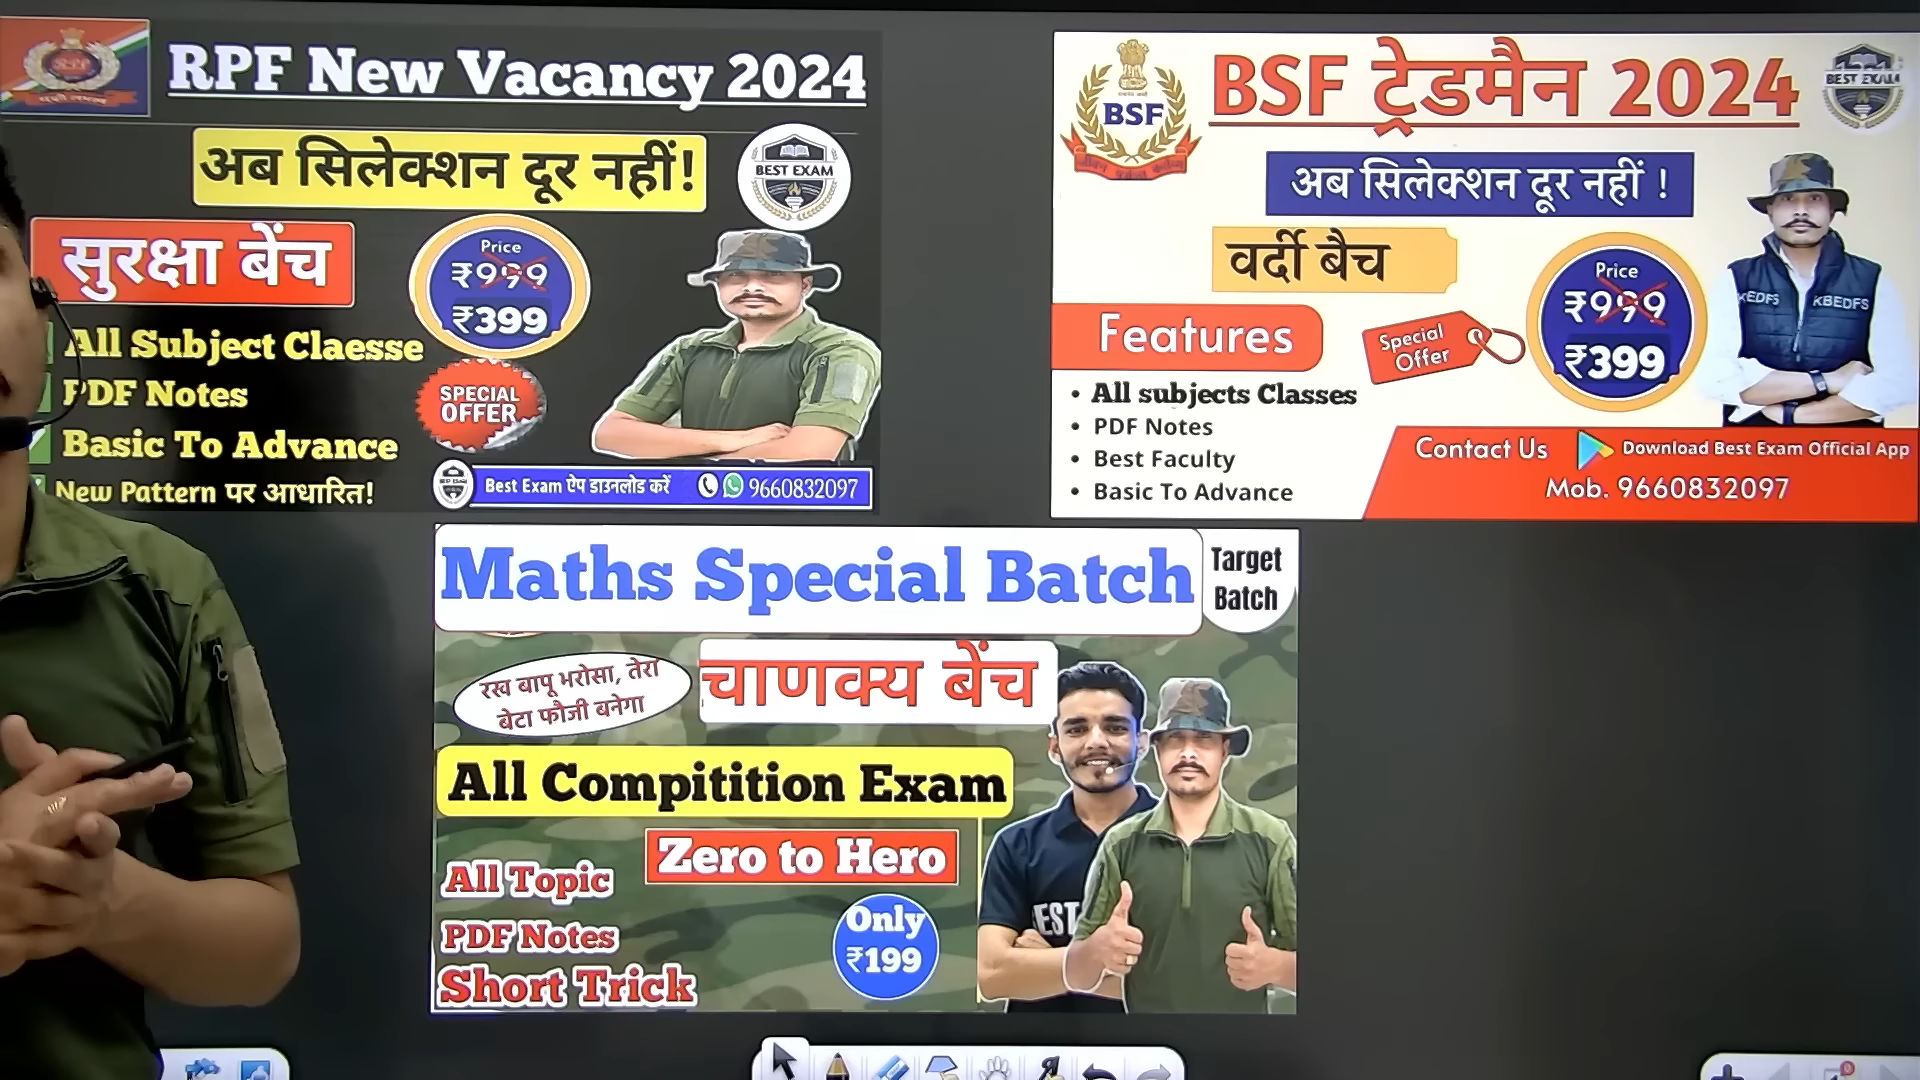 RPF New Vacancy 2024
अब सिलेक्शन दूर नहीं!
BEST EXAM
सुरक्षा बेंच
Price
₹999
₹399
All Subject Claesse
PDF Notes
Basic To Advance
New Pattern पर आधारित!
SPECIAL
OFFER
Best Exam ऐप डाउनलोड करें
9660832097
BSF
BSF ट्रेडमैन 2024
BEST EXAM
अब सिलेक्शन दूर नहीं !
वर्दी बैच
Price
₹999
₹399
KBEDFS
Features
Special
Offer
• All subjects Classes
• PDF Notes
• Best Faculty
• Basic To Advance
Contact Us
Download Best Exam Official App
Mob. 9660832097
Maths Special Batch
Target
Batch
रख बापू भरोसा, तेरा
बेटा फौजी बनेगा
चाणक्य बेंच
All Compitition Exam
Zero to Hero
All Topic
PDF Notes
Short Trick
Only
₹199
EST